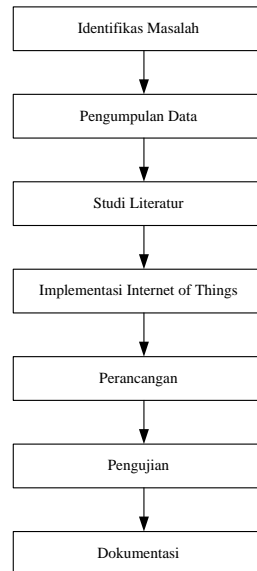 Identifikas Masalah
Pengumpulan Data
Studi Literatur
Implementasi Internet of Things
Perancangan
Pengujian
Dokumentasi